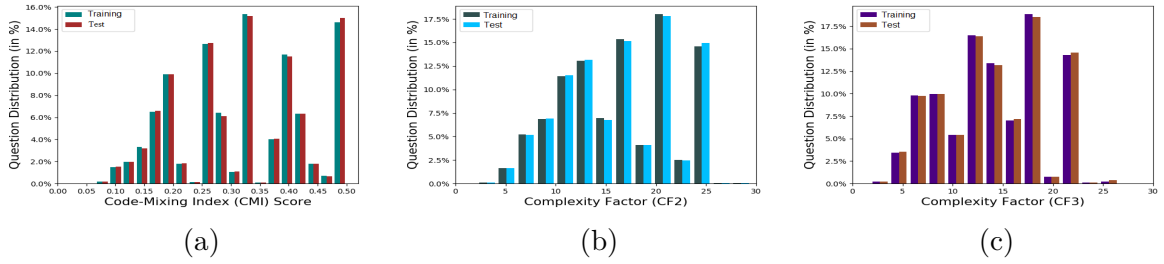 Training
Test
Question Distribution (in %)
16.0%
14.0%
12.0%
10.0%
8.0%
6.0%
4.0%
2.0%
0.0%
0.00 0.05 0.10 0.15 0.20 0.25 0.30 0.35 0.40 0.45 0.50
Code-Mixing Index (CMI) Score
(a)
Training
Test
Question Distribution (in %)
17.5%
15.0%
12.5%
10.0%
7.5%
5.0%
2.5%
0.0%
0 5 10 15 20 25 30
Complexity Factor (CF2)
(b)
Training
Test
Question Distribution (in %)
17.5%
15.0%
12.5%
10.0%
7.5%
5.0%
2.5%
0.0%
0 5 10 15 20 25 30
Complexity Factor (CF3)
(c)